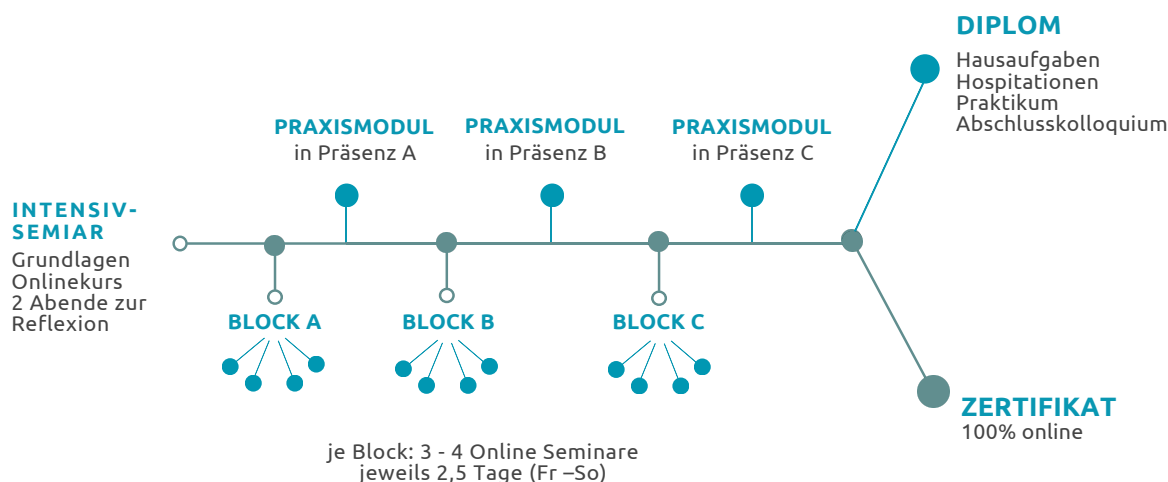 INTENSIV-
SEMIAR
Grundlagen
Onlinekurs
2 Abende zur
Reflexion
PRAXISMODUL
in Präsenz A
PRAXISMODUL
in Präsenz B
PRAXISMODUL
in Präsenz C
BLOCK A
BLOCK B
BLOCK C
je Block: 3 - 4 Online Seminare
jeweils 2,5 Tage (Fr –So)
DIPLOM
Hausaufgaben
Hospitationen
Praktikum
Abschlusskolloquium
ZERTIFIKAT
100% online